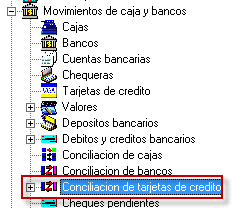 Movimientos de caja y bancos
Cajas
Bancos
Cuentas bancarias
Chequeras
VISA
Tarjetas de credito
Valores
Depositos bancarios
Debitos y creditos bancarios
Conciliacion de cajas
Conciliacion de bancos
Conciliacion de tarjetas de credito
Cheques pendientes